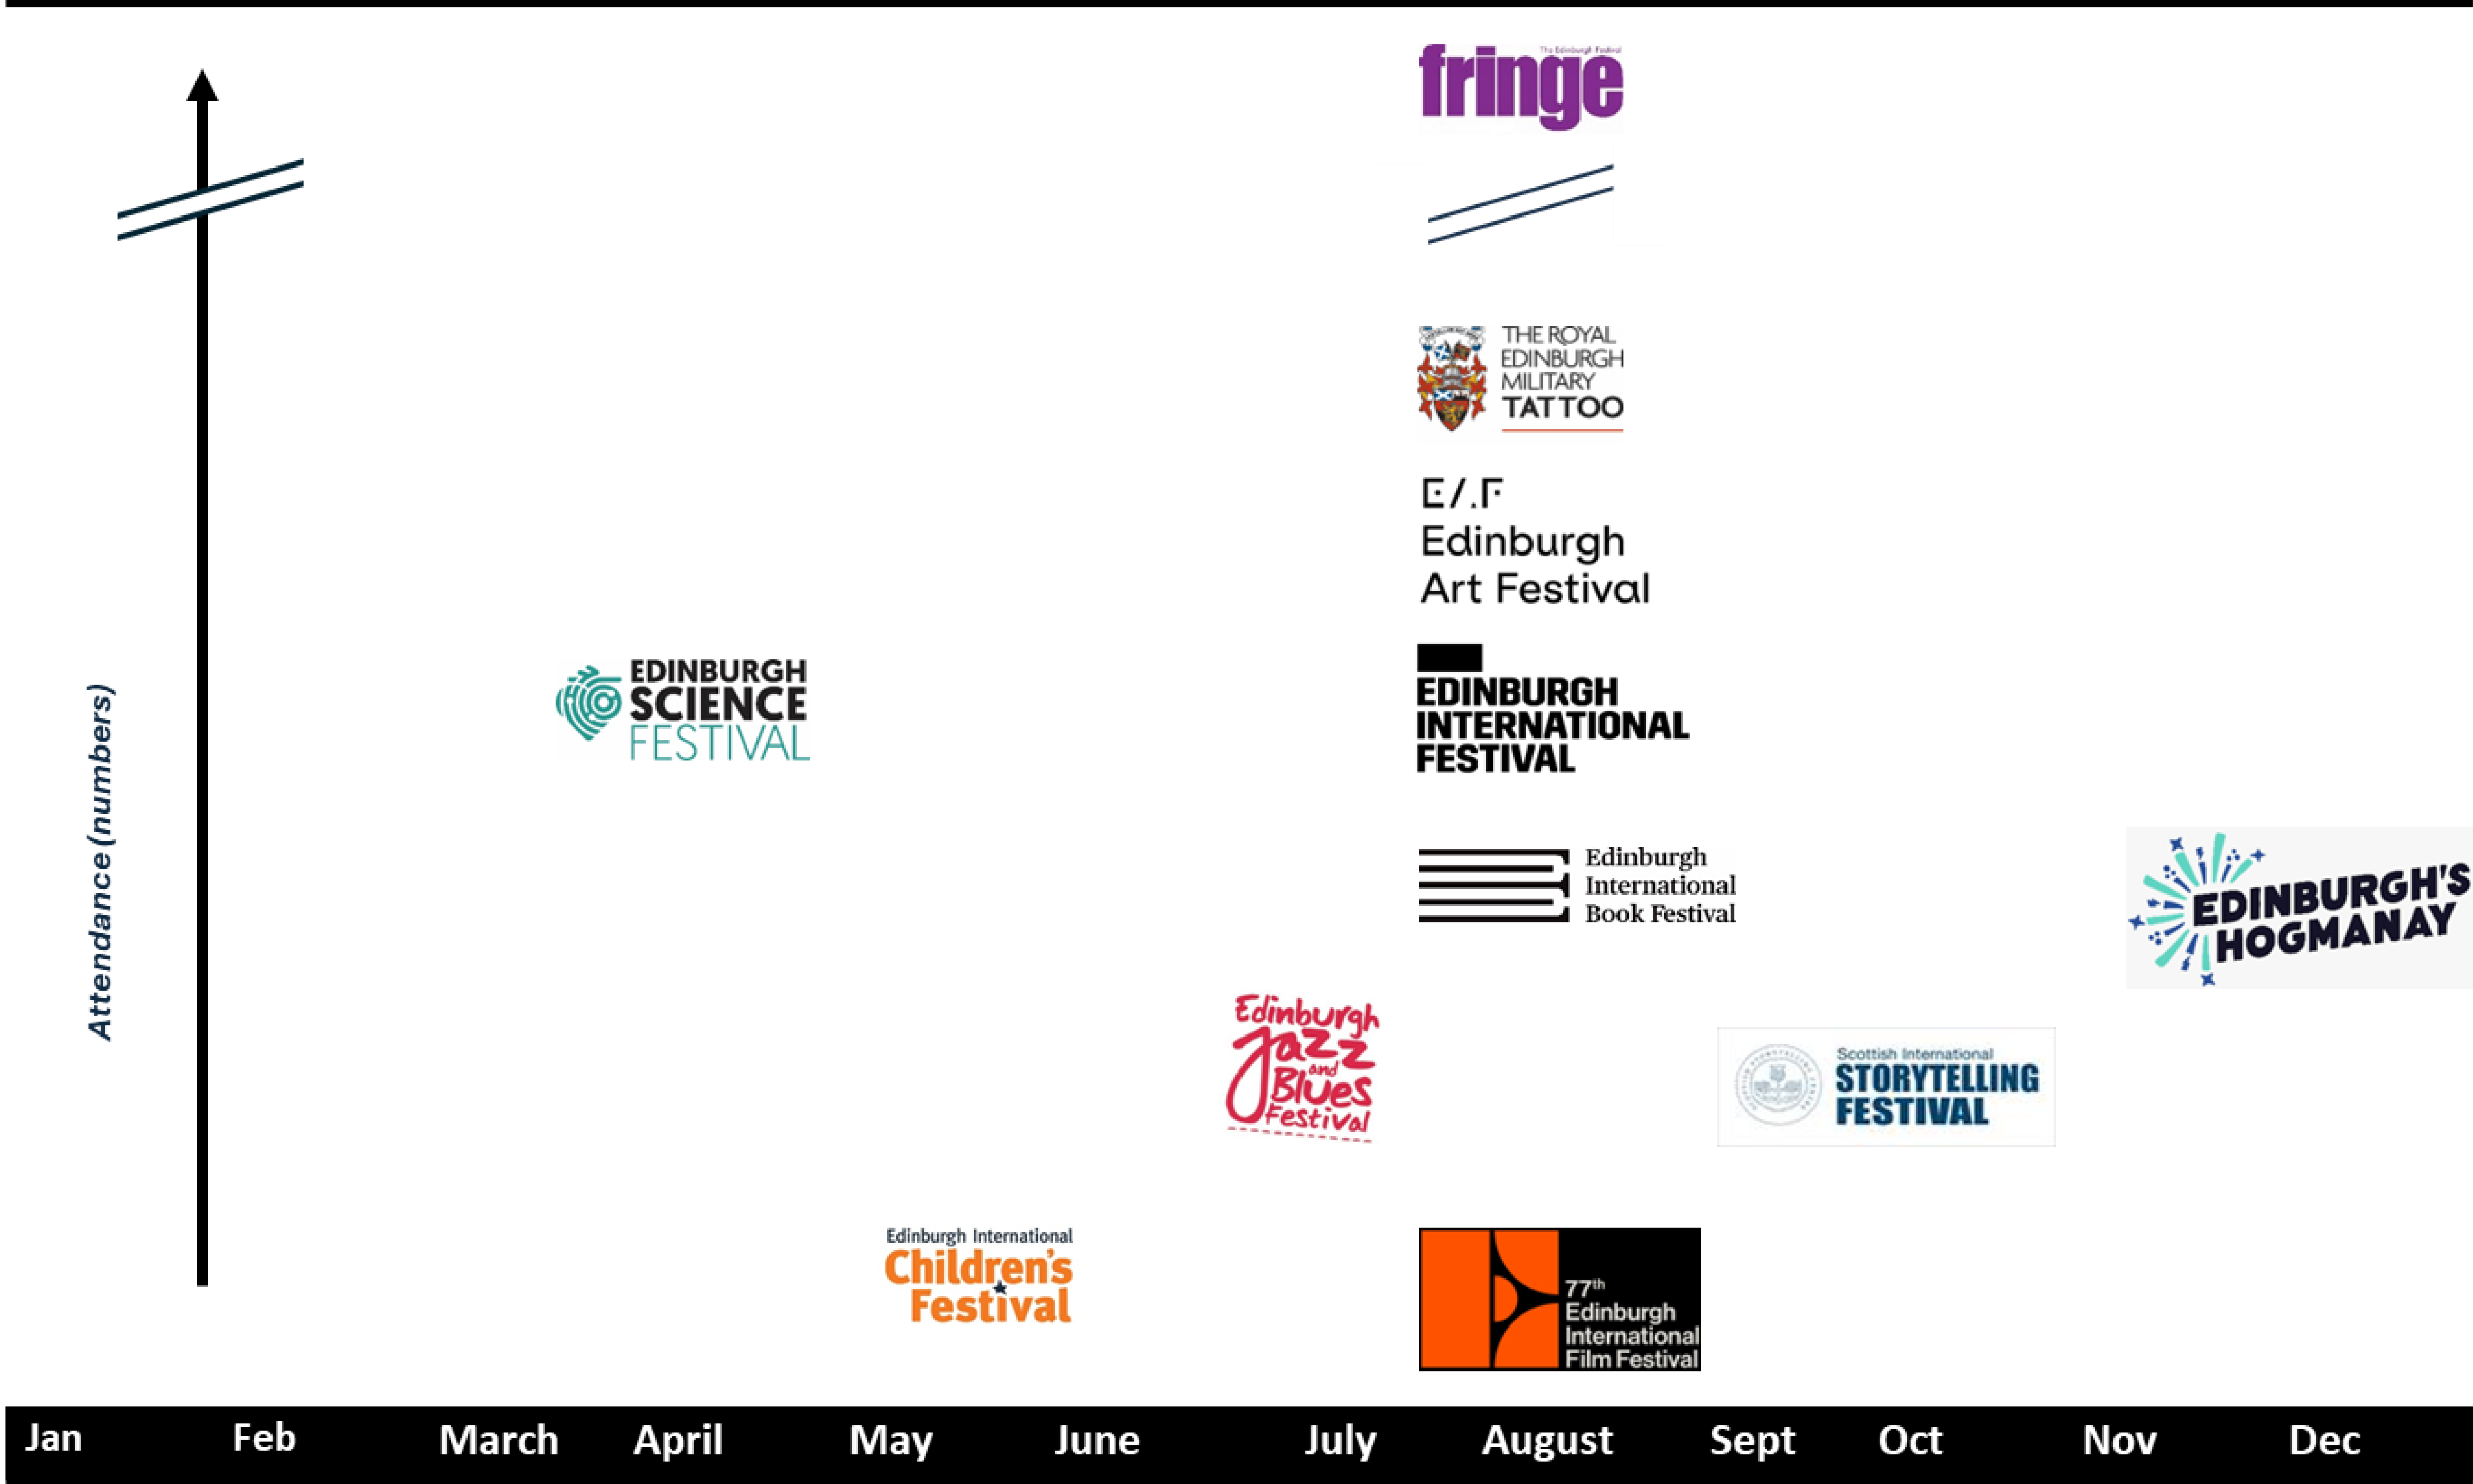 The Edinburgh Festival
fringe
THE ROYAL
EDINBURGH
MILITARY
TATTOO
E/.F
Edinburgh
Art Festival
EDINBURGH
SCIENCE
FESTIVAL
EDINBURGH
INTERNATIONAL
FESTIVAL
Attendance (numbers)
Edinburgh
International
Book Festival
EDINBURGH'S
HOGMANAY
Edinburgh
Jazz
and
Blues
Festival
Scottish International
STORYTELLING
FESTIVAL
Edinburgh International
Children's
Festival
77th
Edinburgh
International
Film Festival
Jan Feb March April May June July August Sept Oct Nov Dec